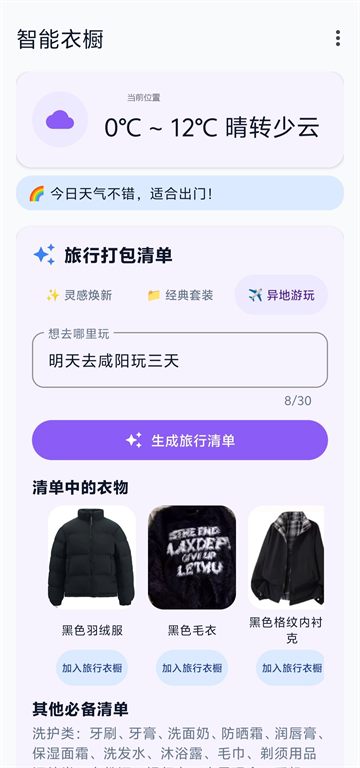 智能衣橱
当前位置
0℃ ~ 12℃ 晴转少云
🌈 今日天气不错，适合出门！
旅行打包清单
✨ 灵感焕新
📁 经典套装
✈️ 异地游玩
想去哪里玩
明天去咸阳玩三天
8/30
生成旅行清单
清单中的衣物
THE END.
GIVE UP
黑色羽绒服
黑色毛衣
黑色格纹内衬
克
加入旅行衣橱
加入旅行衣橱
加入旅行衣橱
其他必备清单
洗护类：牙刷、牙膏、洗面奶、防晒霜、润唇膏、
保湿面霜、洗发水、沐浴露、毛巾、剃须用品